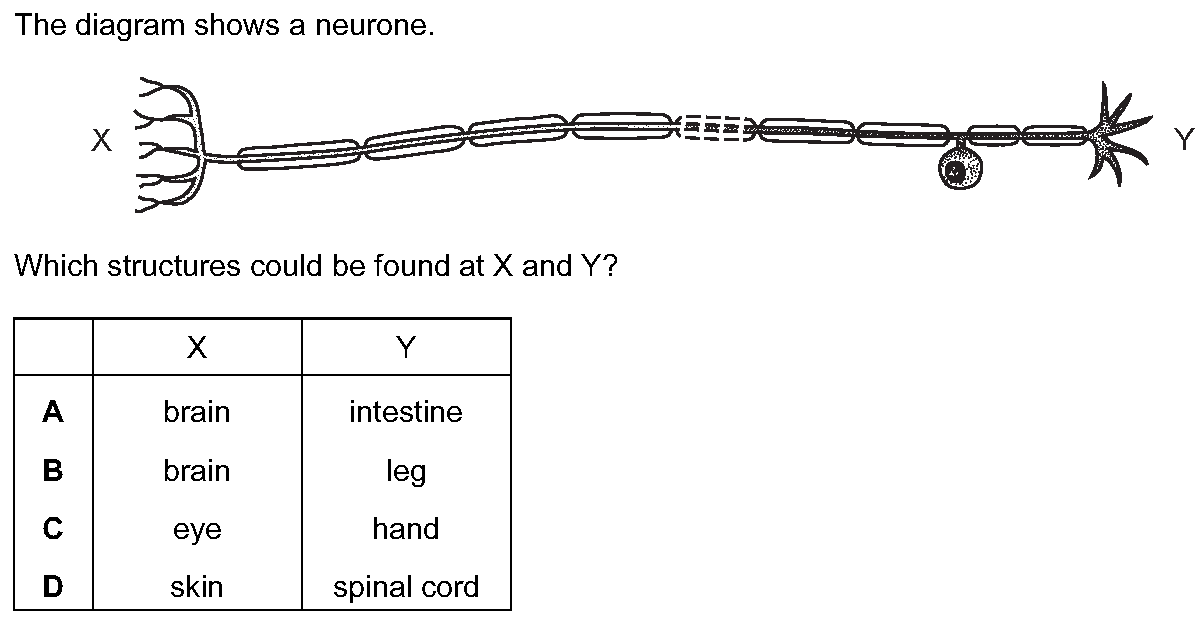 The diagram shows a neurone.
X
Y
Which structures could be found at X and Y?
X Y
A brain intestine
B brain leg
C eye hand
D skin spinal cord